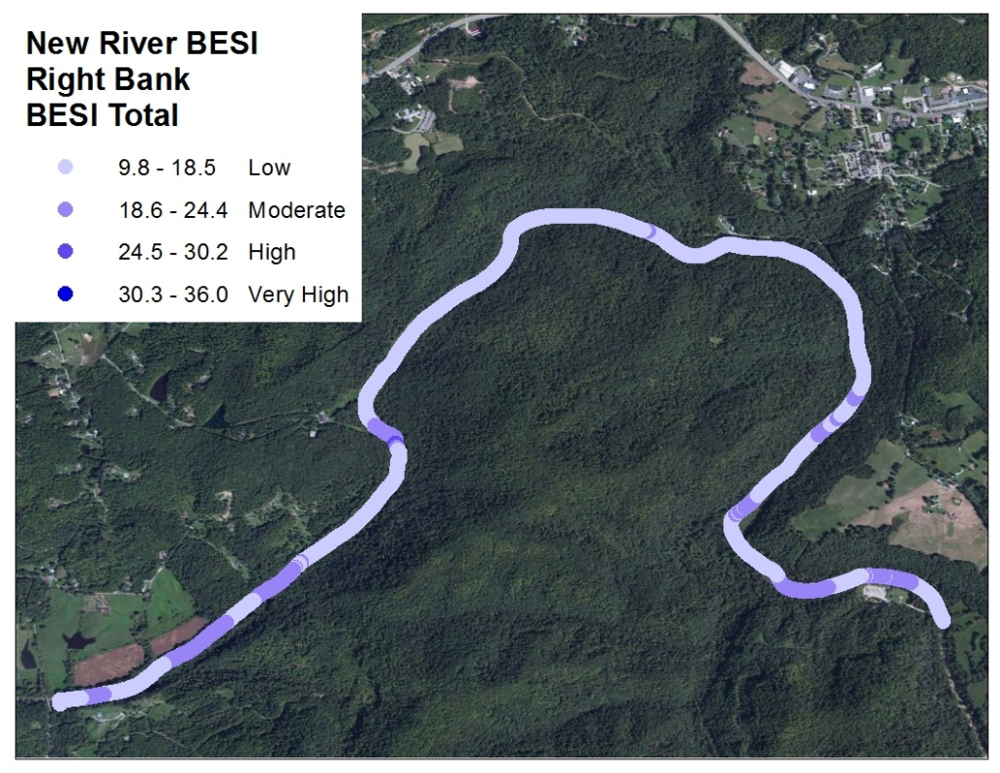 New River BESI
Right Bank
BESI Total
9.8 - 18.5 Low
18.6 - 24.4 Moderate
24.5 - 30.2 High
30.3 - 36.0 Very High